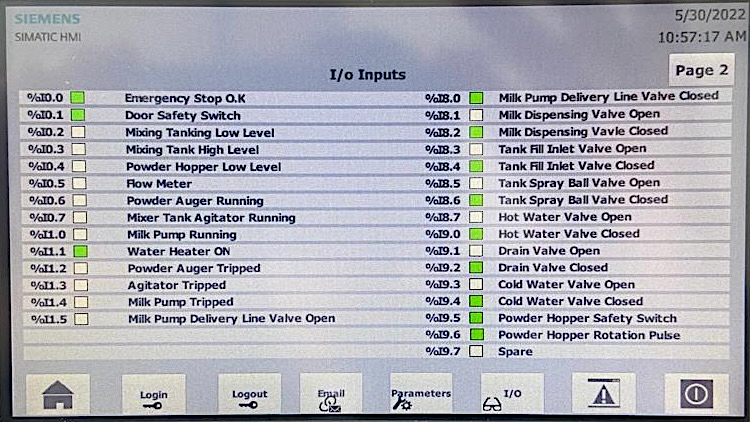 SIEMENS
SIMATIC HMI
5/30/2022
10:57:17 AM
I/o Inputs
Page 2
%I0.0 Emergency Stop O.K
%I0.1 Door Safety Switch
%I0.2 Mixing Tanking Low Level
%I0.3 Mixing Tank High Level
%I0.4 Powder Hopper Low Level
%I0.5 Flow Meter
%I0.6 Powder Auger Running
%I0.7 Mixer Tank Agitator Running
%I1.0 Milk Pump Running
%I1.1 Water Heater ON
%I1.2 Powder Auger Tripped
%I1.3 Agitator Tripped
%I1.4 Milk Pump Tripped
%I1.5 Milk Pump Delivery Line Valve Open
%I8.0 Milk Pump Delivery Line Valve Closed
%I8.1 Milk Dispensing Valve Open
%I8.2 Milk Dispensing Vavle Closed
%I8.3 Tank Fill Inlet Valve Open
%I8.4 Tank Fill Inlet Valve Closed
%I8.5 Tank Spray Ball Valve Open
%I8.6 Tank Spray Ball Valve Closed
%I8.7 Hot Water Valve Open
%I9.0 Hot Water Valve Closed
%I9.1 Drain Valve Open
%I9.2 Drain Valve Closed
%I9.3 Cold Water Valve Open
%I9.4 Cold Water Valve Closed
%I9.5 Powder Hopper Safety Switch
%I9.6 Powder Hopper Rotation Pulse
%I9.7 Spare
Login
Logout
Email
Parameters
I/O